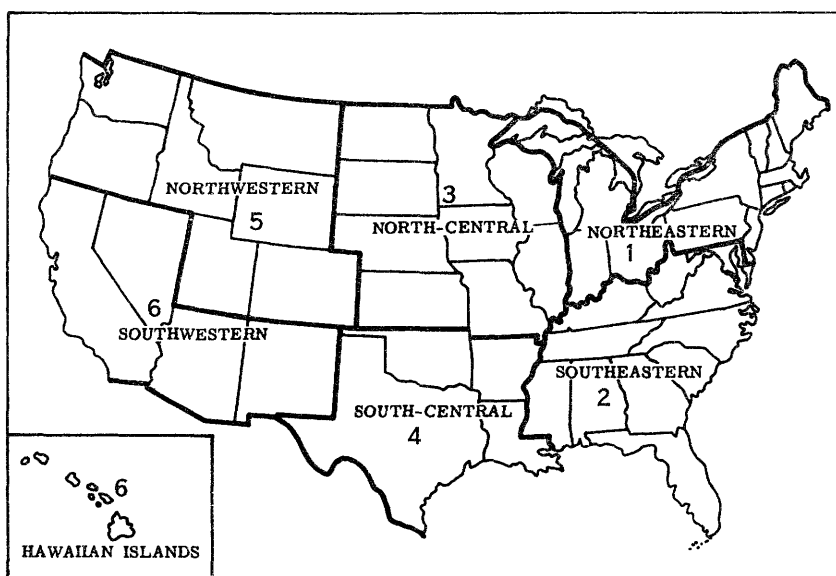 NORTHWESTERN
5
3
NORTH-CENTRAL
NORTHEASTERN
1
6
SOUTHWESTERN
SOUTHEASTERN
2
SOUTH-CENTRAL
4
6
HAWAIIAN ISLANDS